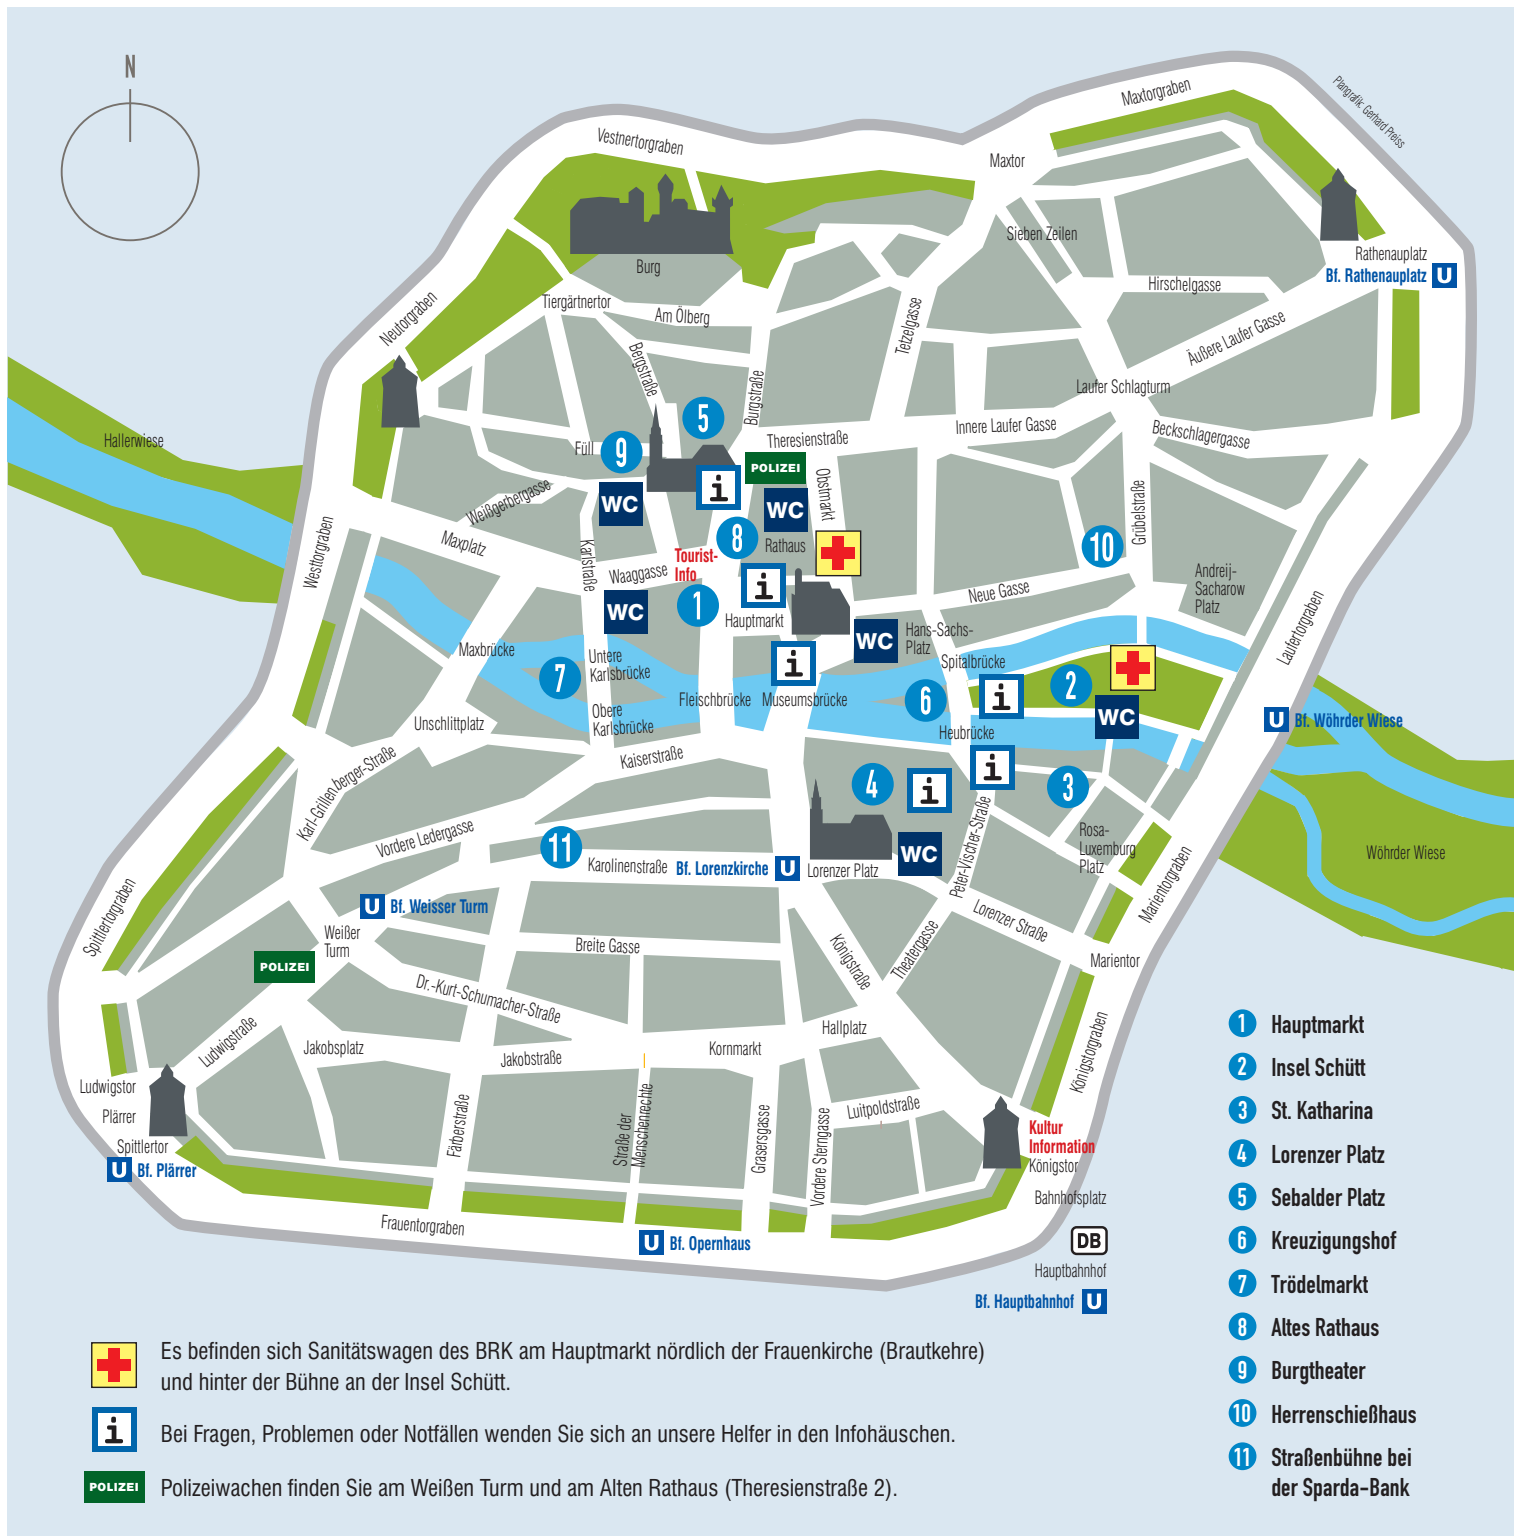 N
Maxtorgraben
Plangrafik: Gerhard Preiss
Vestnertorgraben
Maxtor
Sieben Zeilen
Rathenauplatz
Bf. Rathenauplatz U
Burg
Hirschelgasse
Tiergärtnertor
Am Ölberg
Neutorgraben
Tetzelgasse
Äußere Laufer Gasse
Bergstraße
Burgstraße
Laufer Schlagturm
5
Hallerwiese
Füll
9
Theresienstraße
Innere Laufer Gasse
Beckschlagergasse
POLIZEI
i
Obstmarkt
Weißgerbergasse
WC
WC
Grübelstraße
Maxplatz
8
Rathaus
10
Westtorgraben
Karlstraße
Waaggasse
Tourist-
Info
i
Neue Gasse
Andreij-
Sacharow
Platz
WC
1
Hauptmarkt
WC
Hans-Sachs-
Platz
Laufertorgraben
Maxbrücke
7
Untere
Karlsbrücke
i
Spitalbrücke
2
Fleischbrücke
Museumsbrücke
6
i
WC
Obere
Karlsbrücke
Unschlittplatz
Heubrücke
U Bf. Wöhrder Wiese
Kaiserstraße
Karl-Grillen.berger-Straße
4
i
i
3
Vordere Ledergasse
11
Peter-Vischer-Straße
Rosa-
Luxemburg
Platz
Wöhrder Wiese
Karolinenstraße
Bf. Lorenzkirche U
Lorenzer Platz
WC
Marientorgraben
Spittlertorgraben
U Bf. Weisser Turm
Weißer
Turm
Breite Gasse
Königstraße
Theatergasse
Lorenzer Straße
Marientor
POLIZEI
Dr.-Kurt-Schumacher-Straße
Ludwigstraße
Jakobsplatz
Jakobstraße
Kornmarkt
Hallplatz
Königstorgraben
Ludwigstor
Plärrer
Spittlertor
U Bf. Plärrer
Färberstraße
Straße der
Menschenrechte
Grasersgasse
Vordere Sterngasse
Luitpoldstraße
Kultur
Information
Königstor
Bahnhofsplatz
Frauentorgraben
U Bf. Opernhaus
DB
Hauptbahnhof
Bf. Hauptbahnhof U
1 Hauptmarkt
2 Insel Schütt
3 St. Katharina
4 Lorenzer Platz
5 Sebalder Platz
6 Kreuzigungshof
7 Trödelmarkt
8 Altes Rathaus
9 Burgtheater
10 Herrenschießhaus
11 Straßenbühne bei
der Sparda-Bank
Es befinden sich Sanitätswagen des BRK am Hauptmarkt nördlich der Frauenkirche (Brautkehre)
und hinter der Bühne an der Insel Schütt.
i Bei Fragen, Problemen oder Notfällen wenden Sie sich an unsere Helfer in den Infohäuschen.
POLIZEI Polizeiwachen finden Sie am Weißen Turm und am Alten Rathaus (Theresienstraße 2).